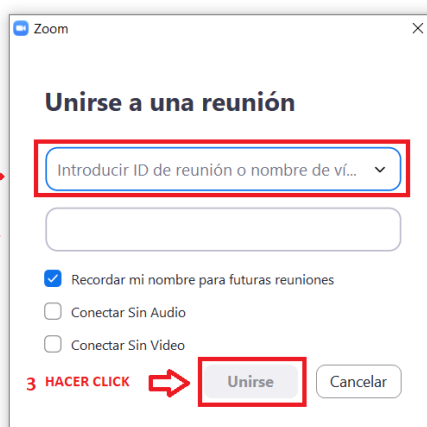 Zoom
Unirse a una reunión
Introducir ID de reunión o nombre de ví...
Recordar mi nombre para futuras reuniones
Conectar Sin Audio
Conectar Sin Video
3 HACER CLICK
Unirse
Cancelar